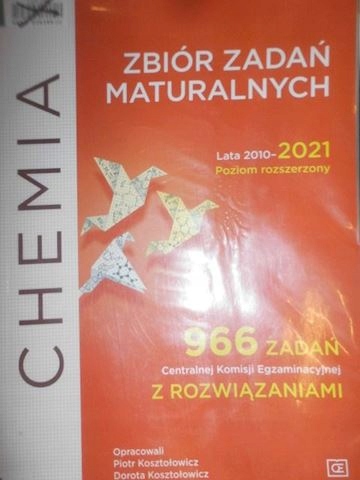 CHEMIA
ZBIÓR ZADAŃ
MATURALNYCH
Lata 2010–2021
Poziom rozszerzony
966 ZADAŃ
Centralnej Komisji Egzaminacyjnej
Z ROZWIĄZANIAMI
Opracowali
Piotr Kosztołowicz
Dorota Kosztołowicz